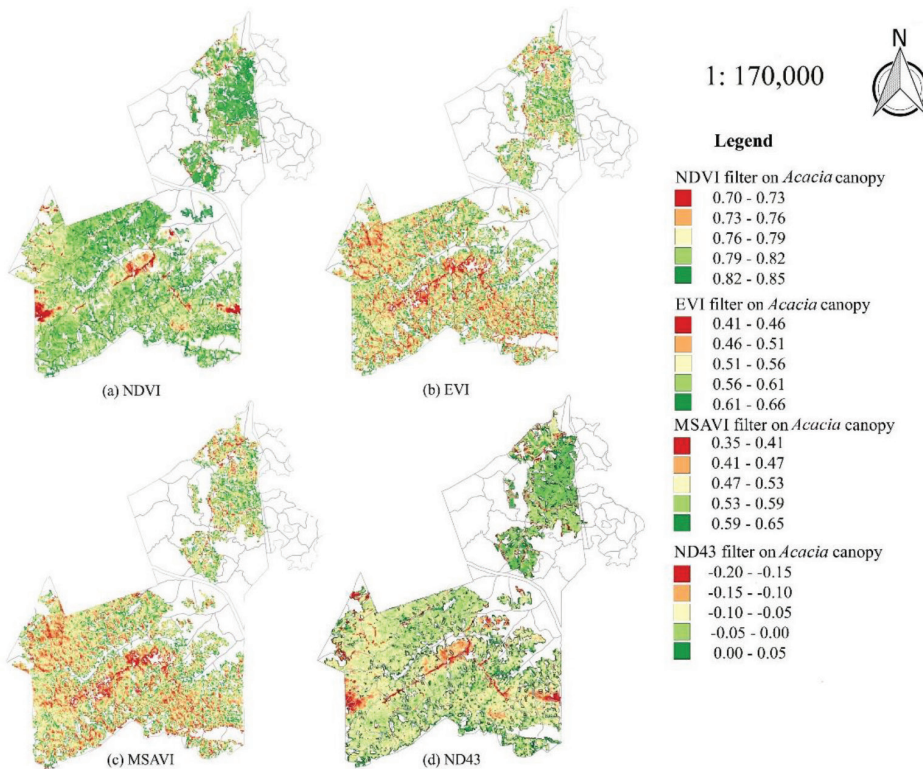 N
1: 170,000
Legend
NDVI filter on Acacia canopy
0.70 - 0.73
0.73 - 0.76
0.76 - 0.79
0.79 - 0.82
0.82 - 0.85
EVI filter on Acacia canopy
0.41 - 0.46
0.46 - 0.51
0.51 - 0.56
0.56 - 0.61
0.61 - 0.66
MSAVI filter on Acacia canopy
0.35 - 0.41
0.41 - 0.47
0.47 - 0.53
0.53 - 0.59
0.59 - 0.65
ND43 filter on Acacia canopy
-0.20 - -0.15
-0.15 - -0.10
-0.10 - -0.05
-0.05 - 0.00
0.00 - 0.05
(a) NDVI
(b) EVI
(c) MSAVI
(d) ND43